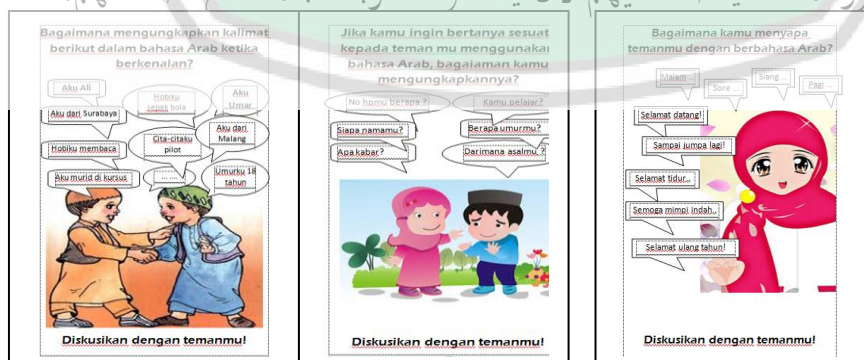 Bagaimana mengungkapkan kalimat
berikut dalam bahasa Arab ketika
berkenalan?
Aku Ali
Hobiku
sepak bola
Aku
Umar
Aku dari Surabaya
Cita-citaku
pilot
Aku dari
Malang
Hobiku membaca
Aku murid di kursus
... ....
Umurku 18
tahun
Diskusikan dengan temanmu!
Jika kamu ingin bertanya sesuat
kepada teman mu menggunakan
bahasa Arab, bagaiaman kamu
mengungkapkannya?
No hpmu berapa ?
Kamu pelajar?
Siapa namamu?
Berapa umurmu?
Apa kabar?
Darimana asalmu ?
Diskusikan dengan temanmu!
Bagaimana kamu menyapa
temanmu dengan berbahasa Arab?
Malam ..
Sore ...
Siang ...
Pagi ...
Selamat datang!
Sampai jumpa lagi!
Selamat tidur..
Semoga mimpi indah..
Selamat ulang tahun!
Diskusikan dengan temanmu!